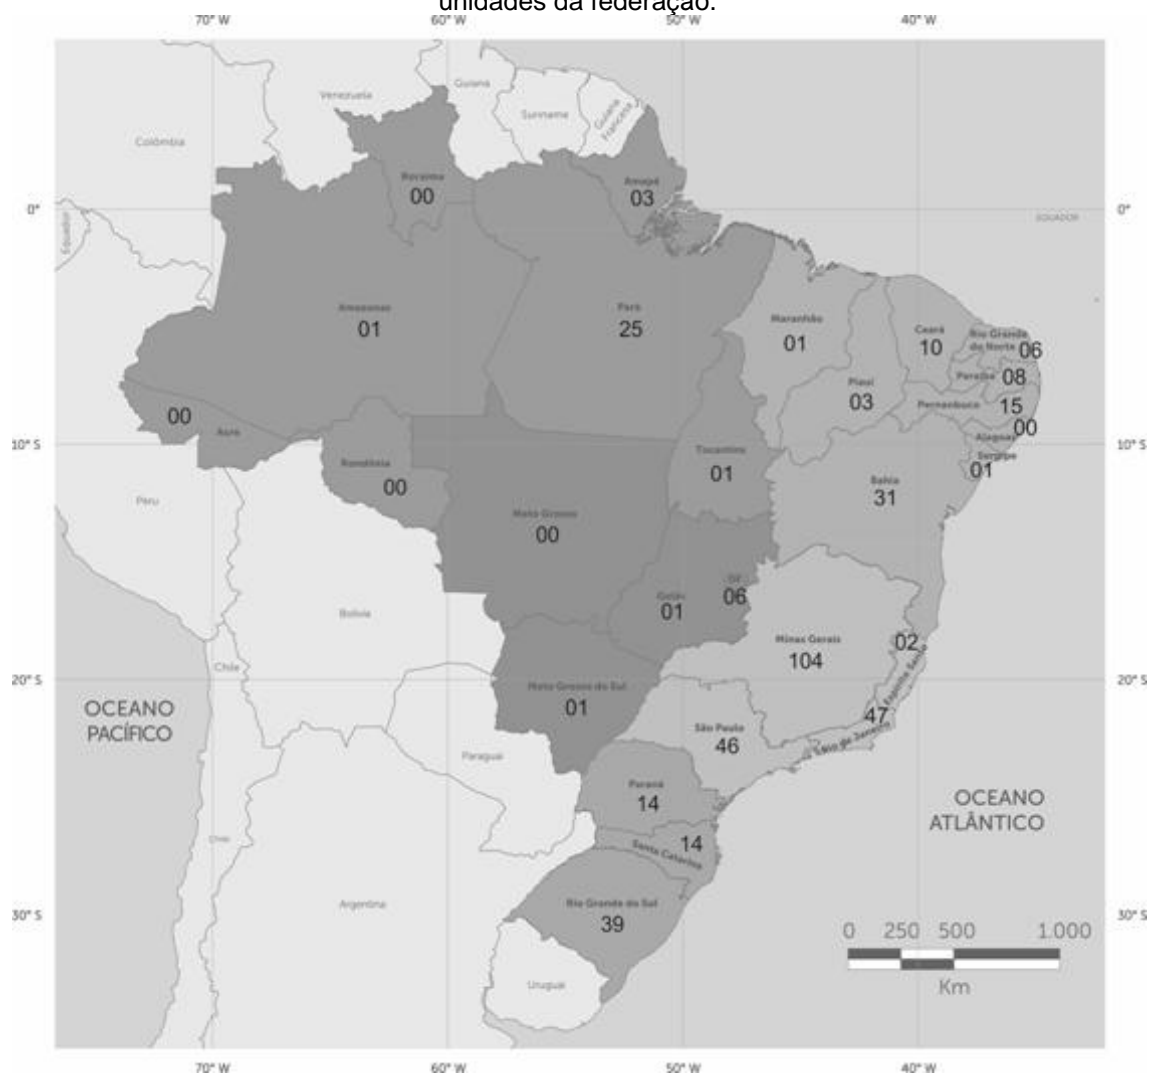 unidades da federação.
70° W
60° W
50° W
40° W
Venezuela
Guiana
Suriname
Guiana
Francesa
Colômbia
Roraima
00
Amapá
03
0°
0°
EQUADOR
Equador
Amazonas
01
Pará
25
Maranhão
01
Ceará
10
Rio Grande
do Norte
06
Piauí
03
Paraíba
08
Pernambuco
15
00
Alagoas
00
Acre
10° S
10° S
Sergipe
01
Rondônia
00
Tocantins
01
Bahia
31
Peru
Mato Grosso
00
DF
06
Goiás
01
Bolívia
Minas Gerais
104
02
Espírito Santo
Chile
20° S
20° S
Mato Grosso do Sul
01
OCEANO
PACÍFICO
47
Rio de Janeiro
São Paulo
46
Paraguai
Paraná
14
OCEANO
ATLÂNTICO
Chile
14
Santa Catarina
Argentina
Rio Grande do Sul
39
30° S
30° S
0 250 500 1.000
Km
Uruguai
70° W
60° W
50° W
40° W